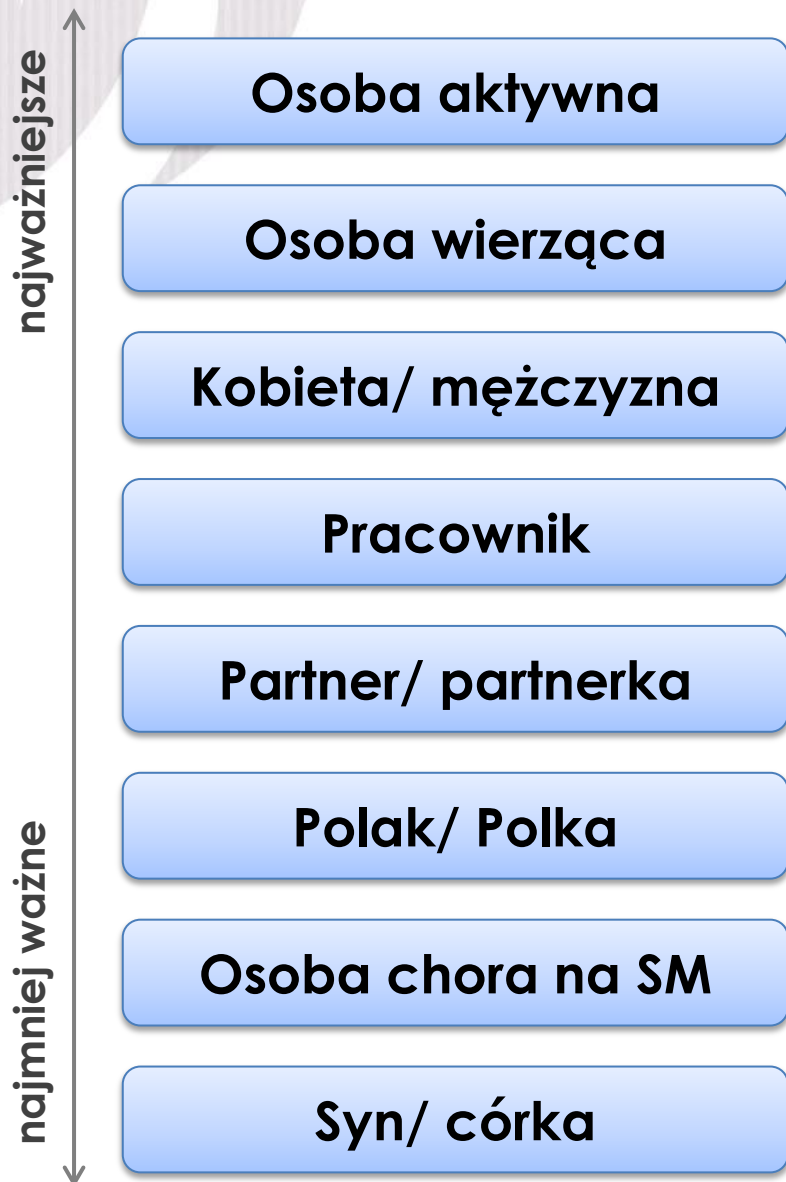 najważniejsze
Osoba aktywna
Osoba wierząca
Kobieta/ mężczyzna
Pracownik
Partner/ partnerka
Polak/ Polka
Osoba chora na SM
Syn/ córka
najmniej ważne